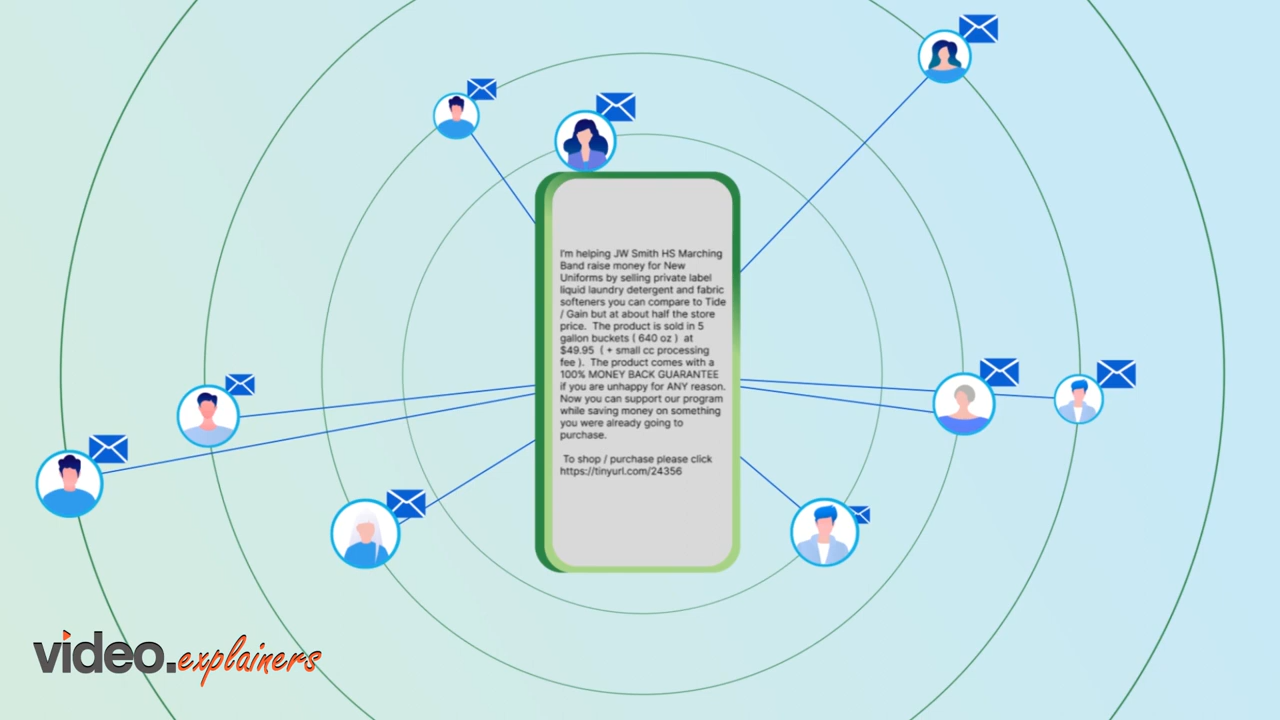 I'm helping JW Smith HS Marching
Band raise money for New
Uniforms by selling private label
liquid laundry detergent and fabric
softeners you can compare to Tide
/ Gain but at about half the store
price.  The product is sold in 5
gallon buckets ( 640 oz )  at
$49.95  ( + small cc processing
fee ).  The product comes with a
100% MONEY BACK GUARANTEE
if you are unhappy for ANY reason.
Now you can support our program
while saving money on something
you were already going to
purchase.
To shop / purchase please click
https://tinyurl.com/24356
video.explainers